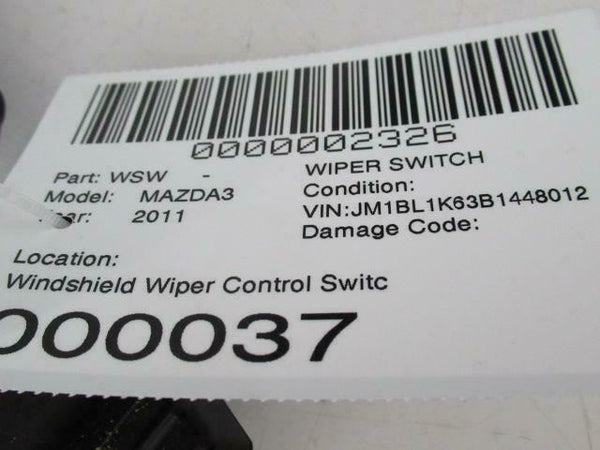 0000002326
Part: WSW - WIPER SWITCH
Model: MAZDA3 Condition:
2011 VIN:JM1BL1K63B1448012
Damage Code:
Location:
Windshield Wiper Control Switc
000037